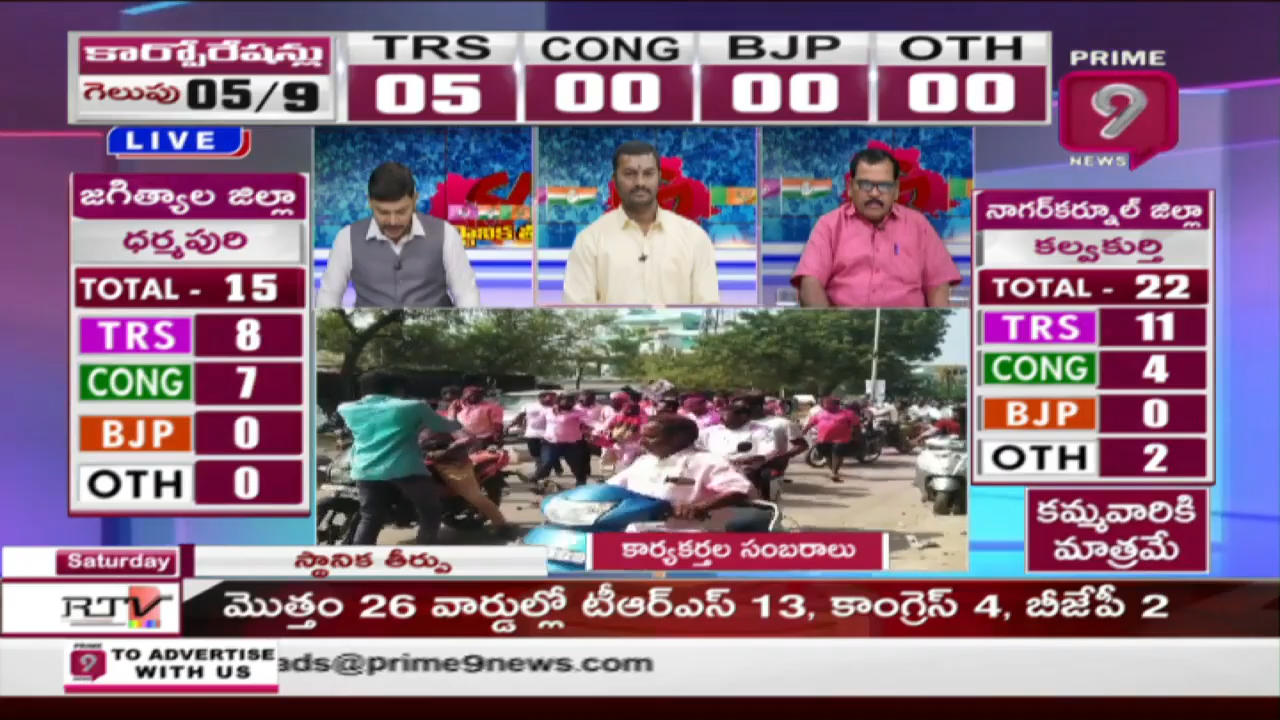 కార్పోరేషన్లు
గెలుపు 05/9
TRS CONG BJP OTH
05 00 00 00
PRIME
9
NEWS
LIVE
జగిత్యాల జిల్లా
ధర్మపురి
TOTAL - 15
TRS 8
CONG 7
BJP 0
OTH 0
నాగర్‌కర్నూల్ జిల్లా
కల్వకుర్తి
TOTAL - 22
TRS 11
CONG 4
BJP 0
OTH 2
కమ్మవారికి
మాత్రమే
Saturday
స్థానిక తీర్పు
కార్యకర్తల సంబరాలు
RTV
మొత్తం 26 వార్డుల్లో టీఆర్ఎస్ 13, కాంగ్రెస్ 4, బీజేపీ 2
PRIME
9
TO ADVERTISE
WITH US
ads@prime9news.com